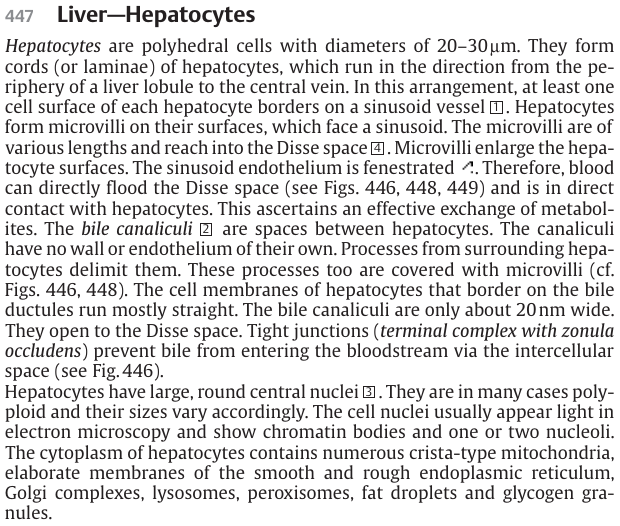 447 Liver—Hepatocytes
Hepatocytes are polyhedral cells with diameters of 20–30 µm. They form
cords (or laminae) of hepatocytes, which run in the direction from the pe-
riphery of a liver lobule to the central vein. In this arrangement, at least one
cell surface of each hepatocyte borders on a sinusoid vessel 1. Hepatocytes
form microvilli on their surfaces, which face a sinusoid. The microvilli are of
various lengths and reach into the Disse space 4. Microvilli enlarge the hepa-
tocyte surfaces. The sinusoid endothelium is fenestrated. Therefore, blood
can directly flood the Disse space (see Figs. 446, 448, 449) and is in direct
contact with hepatocytes. This ascertains an effective exchange of metabol-
ites. The bile canaliculi 2 are spaces between hepatocytes. The canaliculi
have no wall or endothelium of their own. Processes from surrounding hepa-
tocytes delimit them. These processes too are covered with microvilli (cf.
Figs. 446, 448). The cell membranes of hepatocytes that border on the bile
ductules run mostly straight. The bile canaliculi are only about 20 nm wide.
They open to the Disse space. Tight junctions (terminal complex with zonula
occludens) prevent bile from entering the bloodstream via the intercellular
space (see Fig. 446).
Hepatocytes have large, round central nuclei 3. They are in many cases poly-
ploid and their sizes vary accordingly. The cell nuclei usually appear light in
electron microscopy and show chromatin bodies and one or two nucleoli.
The cytoplasm of hepatocytes contains numerous crista-type mitochondria,
elaborate membranes of the smooth and rough endoplasmic reticulum,
Golgi complexes, lysosomes, peroxisomes, fat droplets and glycogen gra-
nules.